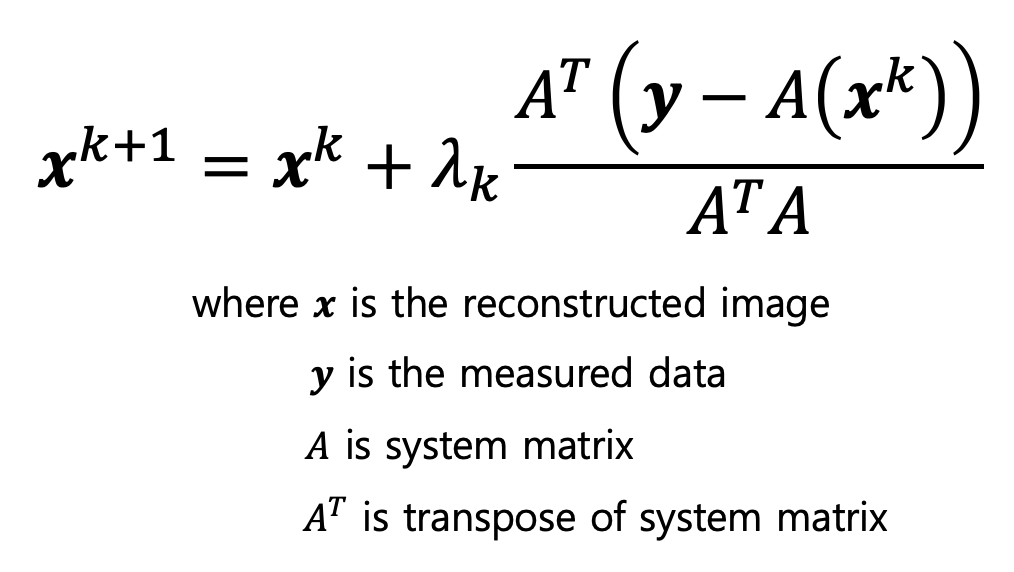 𝒙^{k+1} = 𝒙^k + λ_k \frac{A^T(𝒚 − A(𝒙^k))}{A^T A}
where 𝒙 is the reconstructed image
𝒚 is the measured data
A is system matrix
A^T is transpose of system matrix